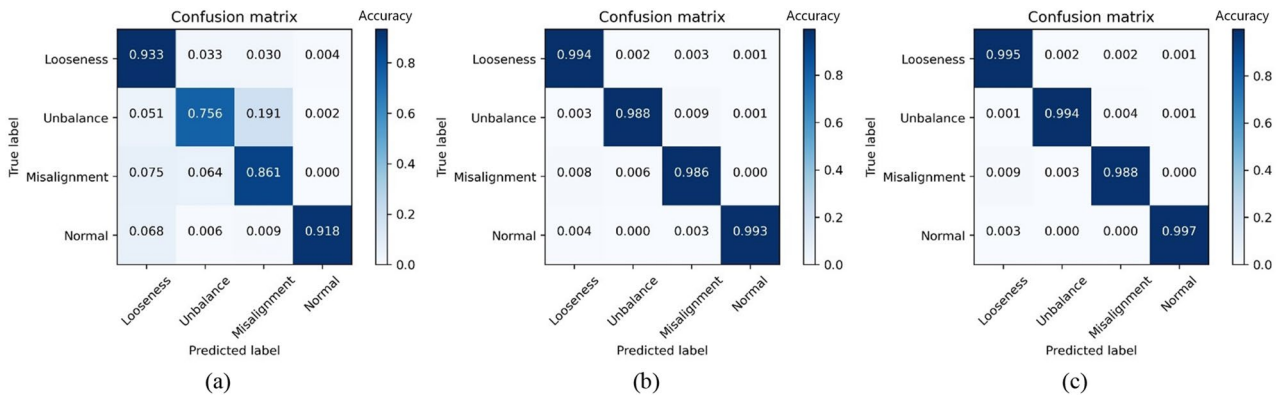 Confusion matrix
Accuracy
True label
Looseness
0.933 0.033 0.030 0.004
Unbalance
0.051 0.756 0.191 0.002
Misalignment
0.075 0.064 0.861 0.000
Normal
0.068 0.006 0.009 0.918
Looseness
Unbalance
Misalignment
Normal
Predicted label
0.8
0.6
0.4
0.2
0.0
(a)
Confusion matrix
Accuracy
True label
Looseness
0.994 0.002 0.003 0.001
Unbalance
0.003 0.988 0.009 0.001
Misalignment
0.008 0.006 0.986 0.000
Normal
0.004 0.000 0.003 0.993
Looseness
Unbalance
Misalignment
Normal
Predicted label
0.8
0.6
0.4
0.2
0.0
(b)
Confusion matrix
Accuracy
True label
Looseness
0.995 0.002 0.002 0.001
Unbalance
0.001 0.994 0.004 0.001
Misalignment
0.009 0.003 0.988 0.000
Normal
0.003 0.000 0.000 0.997
Looseness
Unbalance
Misalignment
Normal
Predicted label
0.8
0.6
0.4
0.2
0.0
(c)